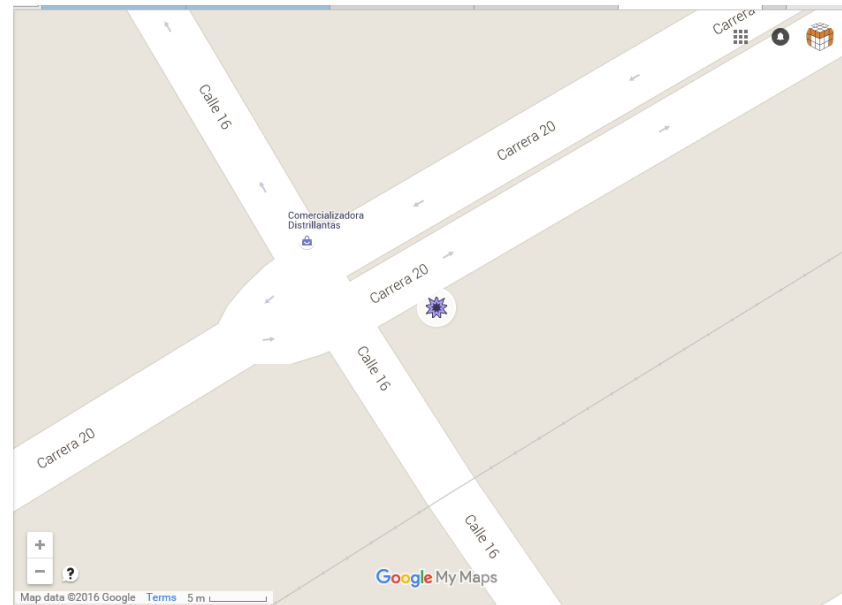 Carrera
Calle 16
Carrera 20
Comercializadora
Distrillantas
Carrera 20
Calle 16
Carrera 20
Calle 16
+
−
?
Google My Maps
Map data ©2016 Google Terms 5 m